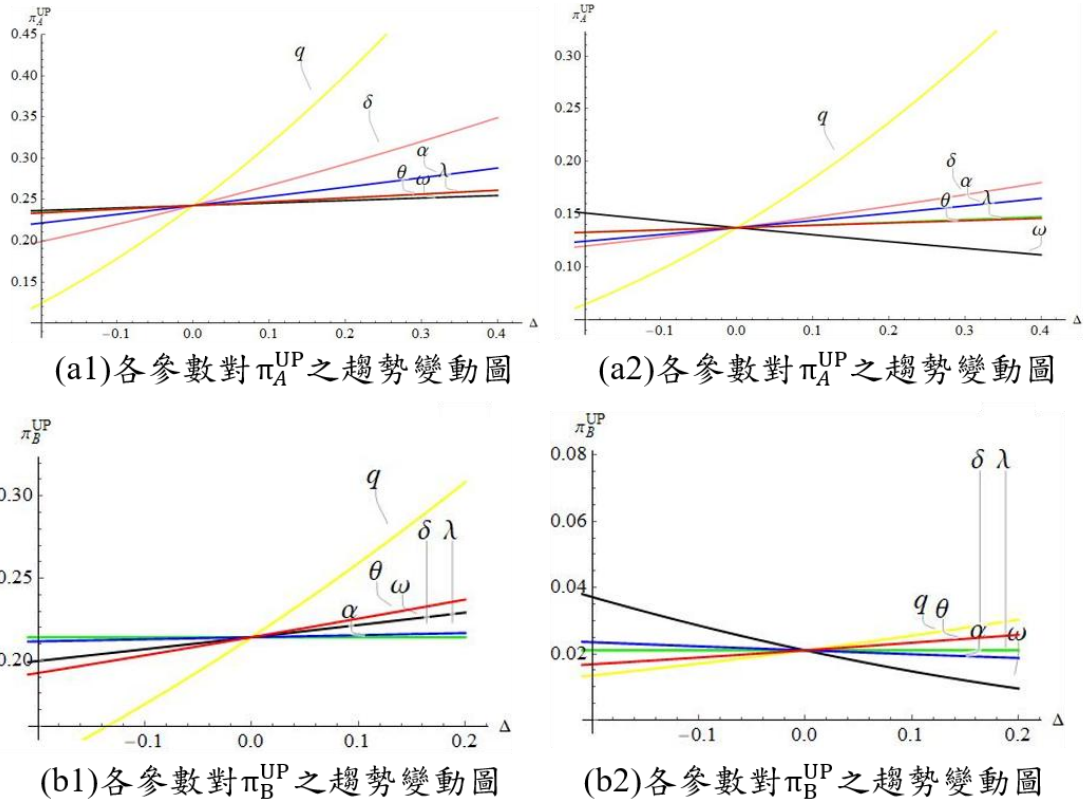 π_A^UP
0.45
0.40
0.35
0.30
0.25
0.20
0.15
q
δ
α
θ ω λ
−0.1 0.0 0.1 0.2 0.3 0.4 Δ
(a1)各參數對π_A^UP之趨勢變動圖
π_A^UP
0.30
0.25
0.20
0.15
0.10
q
δ
α
θ λ
ω
−0.1 0.0 0.1 0.2 0.3 0.4 Δ
(a2)各參數對π_A^UP之趨勢變動圖
π_B^UP
0.30
0.25
0.20
q
δ λ
θ ω
α
−0.1 0.0 0.1 0.2 Δ
(b1)各參數對π_B^UP之趨勢變動圖
π_B^UP
0.08
0.06
0.04
0.02
δ λ
q θ
α ω
−0.1 0.0 0.1 0.2 Δ
(b2)各參數對π_B^UP之趨勢變動圖